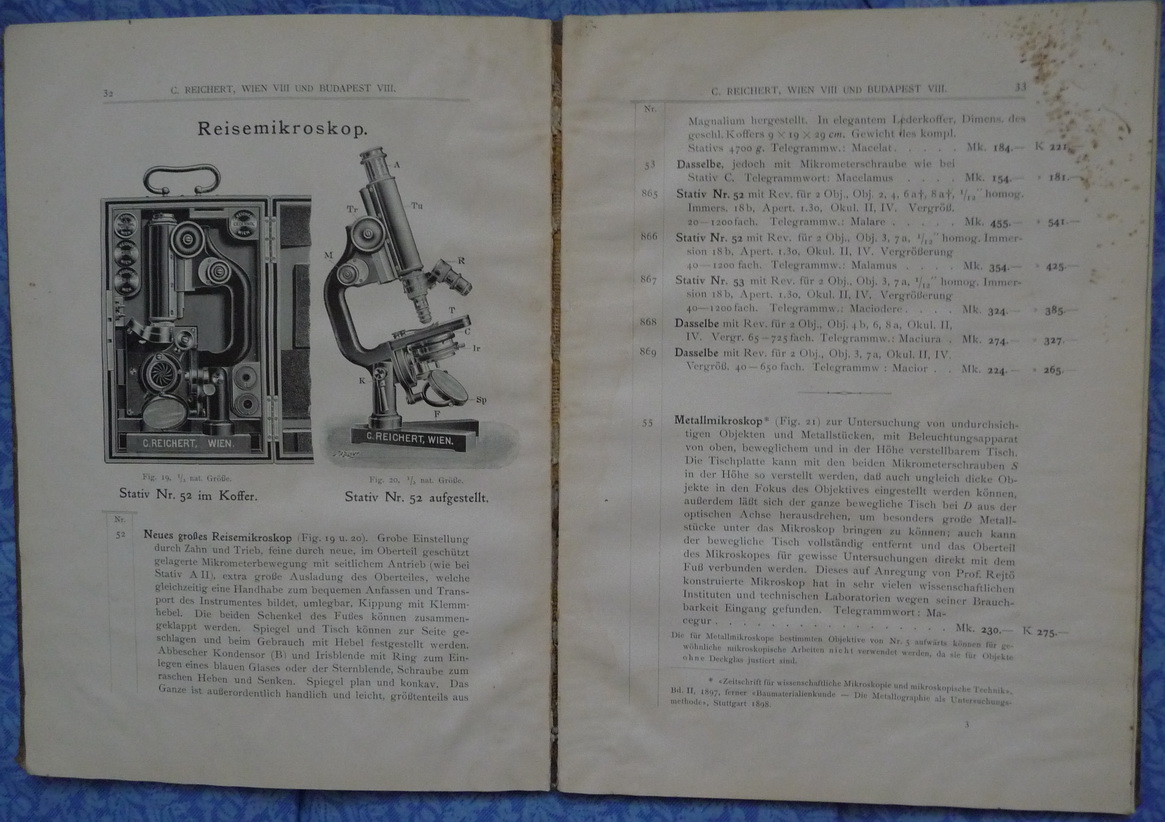 32
C. REICHERT, WIEN VIII UND BUDAPEST VIII.
Reisemikroskop.
A
Tr
Tu
M
R
T
C
Ir
K
Sp
F
C.REICHERT, WIEN.
C.REICHERT, WIEN.
Fig. 19, nat. Größe.
Stativ Nr. 52 im Koffer.
Fig. 20, nat. Größe.
Stativ Nr. 52 aufgestellt.
Nr.
52 Neues großes Reisemikroskop (Fig. 19 u. 20). Grobe Einstellung
durch Zahn und Trieb, feine durch neue, im Oberteil geschützt
gelagerte Mikrometerbewegung mit seitlichem Antrieb (wie bei
Stativ A II), extra große Ausladung des Oberteiles, welche
gleichzeitig eine Handhabe zum bequemen Anfassen und Trans-
port des Instrumentes bildet, umlegbar, Kippung mit Klemm-
hebel. Die beiden Schenkel des Fußes können zusammen-
geklappt werden. Spiegel und Tisch können zur Seite ge-
schlagen und beim Gebrauch mit Hebel festgestellt werden.
Abbescher Kondensor (B) und Irisblende mit Ring zum Ein-
legen eines blauen Glases oder der Sternblende, Schraube zum
raschen Heben und Senken. Spiegel plan und konkav. Das
Ganze ist außerordentlich handlich und leicht, größtenteils aus
C. REICHERT, WIEN VIII UND BUDAPEST VIII.
33
Nr.
Magnalium hergestellt. In elegantem Lederkoffer, Dimens. des
geschl. Koffers 9 × 19 × 29 cm. Gewicht des kompl.
Stativs 4700 g. Telegrammw.: Macelat . . . . . Mk. 184.— K 221.—
53 Dasselbe, jedoch mit Mikrometerschraube wie bei
Stativ C. Telegrammwort: Macelamus . . . . Mk. 154.— » 181.—
865 Stativ Nr. 52 mit Rev. für 2 Obj., Obj. 2, 4, 6 a†, 8 a†, 1/12" homog.
Immers. 18 b, Apert. 1.30, Okul. II, IV. Vergröß.
20—1200fach. Telegrammw.: Malare . . . . . Mk. 455.— » 541.—
866 Stativ Nr. 52 mit Rev. für 2 Obj., Obj. 3, 7 a, 1/12" homog. Immer-
sion 18 b, Apert. 1.30, Okul. II, IV. Vergrößerung
40—1200 fach. Telegrammw.: Malamus . . . . Mk. 354.— » 425.—
867 Stativ Nr. 53 mit Rev. für 2 Obj., Obj. 3, 7 a, 1/12" homog. Immer-
sion 18 b, Apert. 1.30, Okul. II, IV. Vergrößerung
40—1200fach. Telegrammw.: Maciodere . . . . Mk. 324.— » 385.—
868 Dasselbe mit Rev. für 2 Obj., Obj. 4 b, 6, 8 a, Okul. II,
IV. Vergr. 65—725fach. Telegrammw.: Maciura . Mk. 274.— » 327.—
869 Dasselbe mit Rev. für 2 Obj., Obj. 3, 7 a, Okul. II, IV.
Vergröß. 40—650 fach. Telegrammw : Macior . . Mk. 224.— » 265.—
55 Metallmikroskop* (Fig. 21) zur Untersuchung von undurchsich-
tigen Objekten und Metallstücken, mit Beleuchtungsapparat
von oben, beweglichem und in der Höhe verstellbarem Tisch.
Die Tischplatte kann mit den beiden Mikrometerschrauben S
in der Höhe so verstellt werden, daß auch ungleich dicke Ob-
jekte in den Fokus des Objektives eingestellt werden können,
außerdem läßt sich der ganze bewegliche Tisch bei D aus der
optischen Achse herausdrehen, um besonders große Metall-
stücke unter das Mikroskop bringen zu können; auch kann
der bewegliche Tisch vollständig entfernt und das Oberteil
des Mikroskopes für gewisse Untersuchungen direkt mit dem
Fuß verbunden werden. Dieses auf Anregung von Prof. Rejtö
konstruierte Mikroskop hat in sehr vielen wissenschaftlichen
Instituten und technischen Laboratorien wegen seiner Brauch-
barkeit Eingang gefunden. Telegrammwort: Ma-
cegur . . . . . . . . . . . . . . . . Mk. 230.— K 275.—
Die für Metallmikroskope bestimmten Objektive von Nr. 5 aufwärts können für ge-
wöhnliche mikroskopische Arbeiten nicht verwendet werden, da sie für Objekte
ohne Deckglas justiert sind.
* «Zeitschrift für wissenschaftliche Mikroskopie und mikroskopische Technik»,
Bd. II, 1897, ferner «Baumaterialienkunde — Die Metallographie als Untersuchungs-
methode», Stuttgart 1898.
3